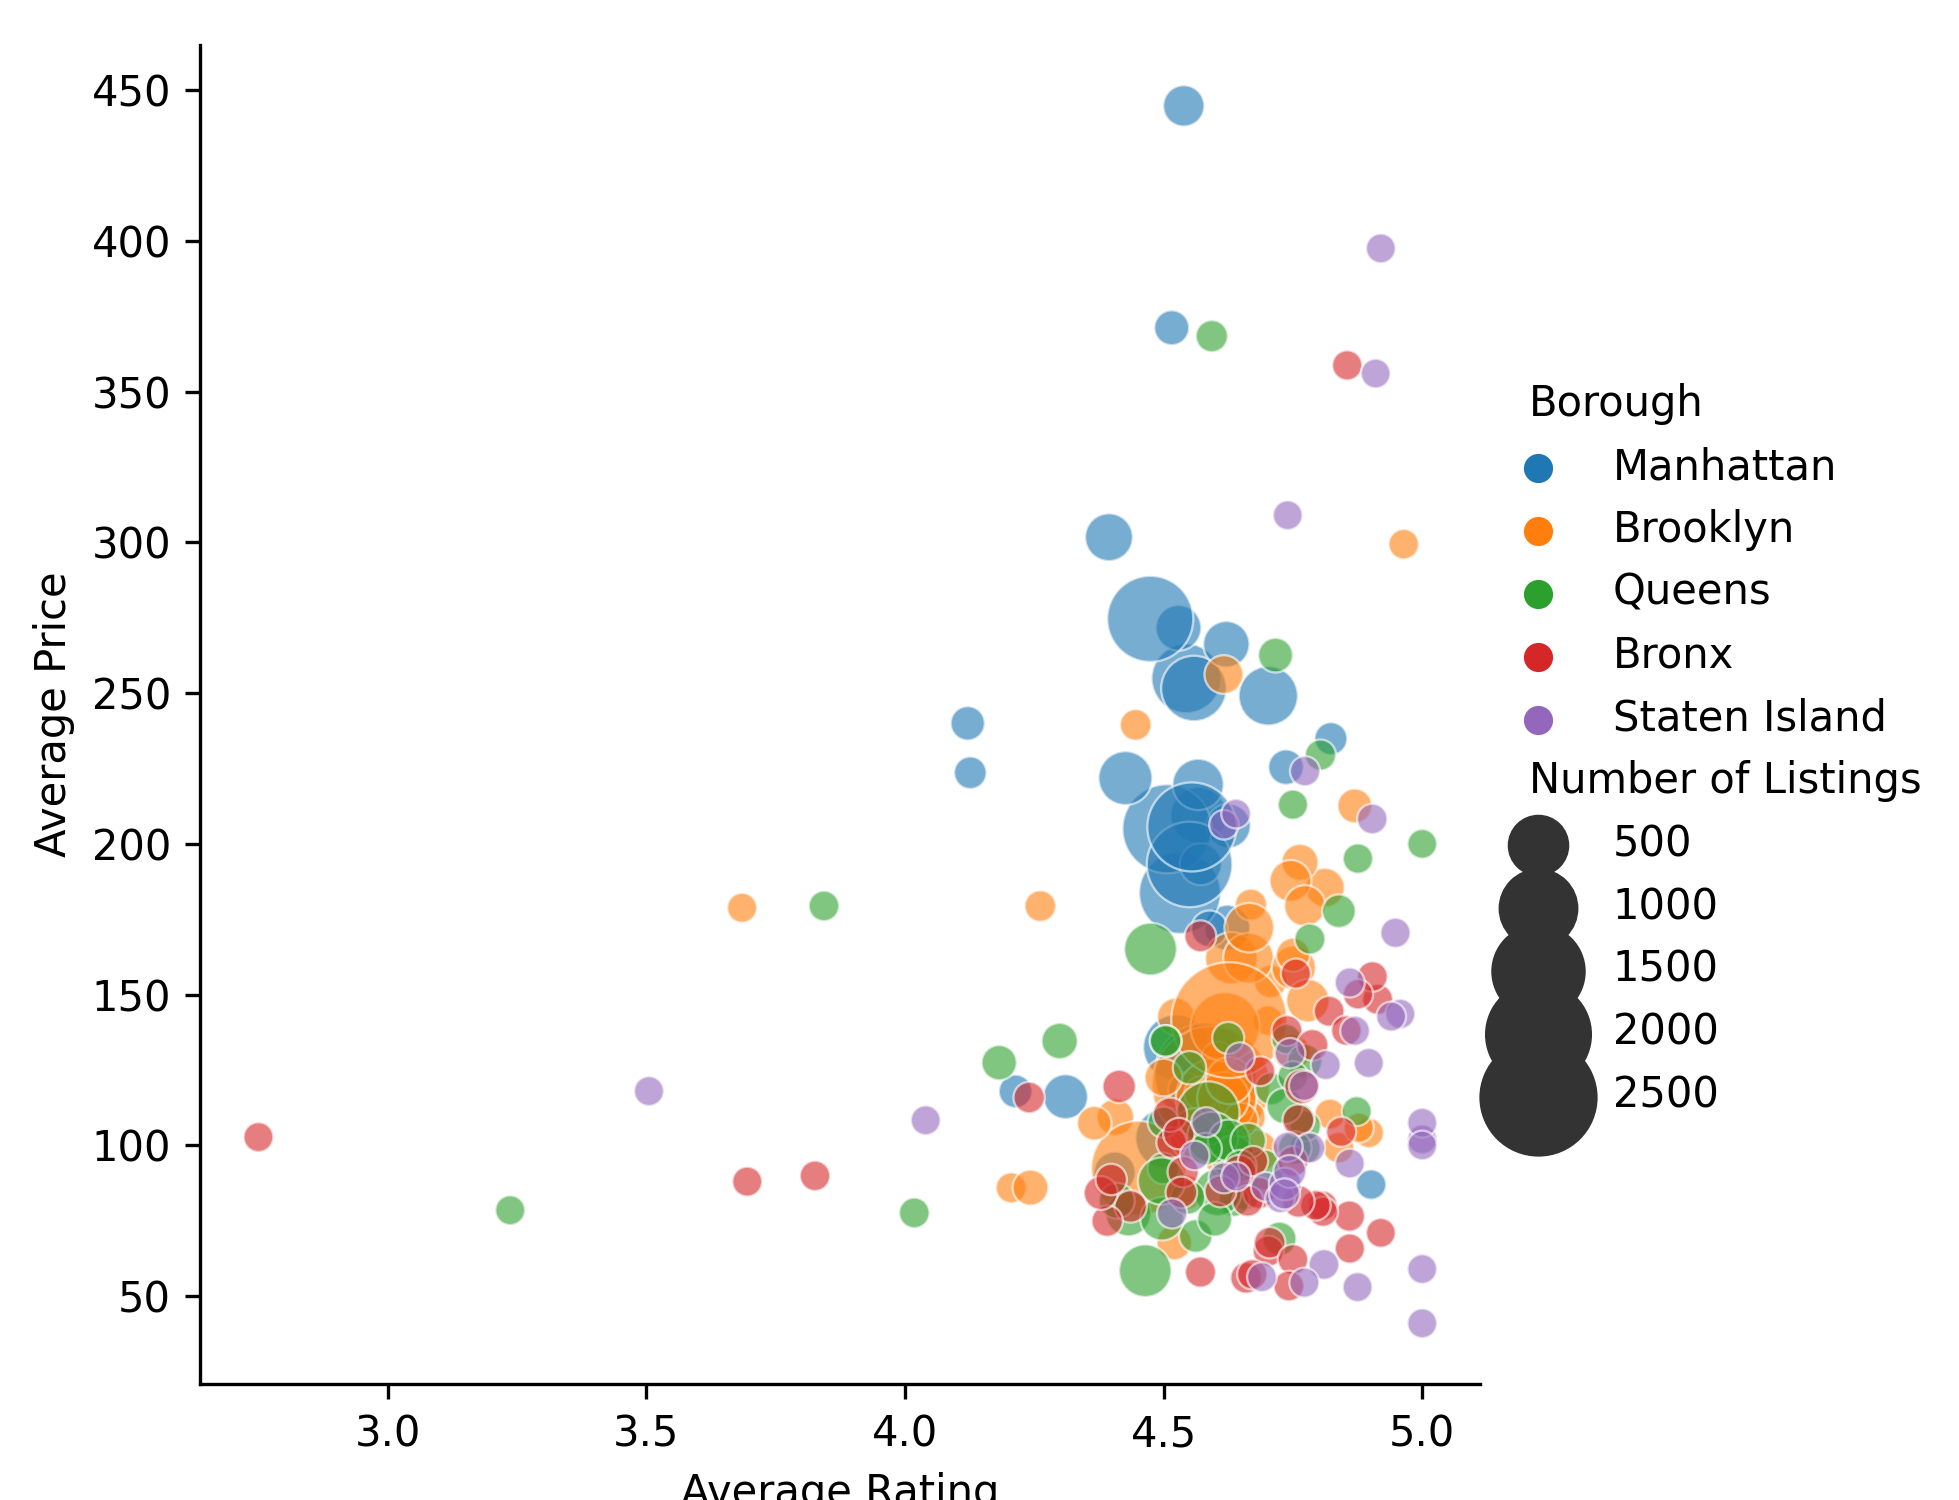 450
400
350
300
250
200
150
100
50
Average Price
3.0
3.5
4.0
4.5
5.0
Average Rating
Borough
Manhattan
Brooklyn
Queens
Bronx
Staten Island
Number of Listings
500
1000
1500
2000
2500